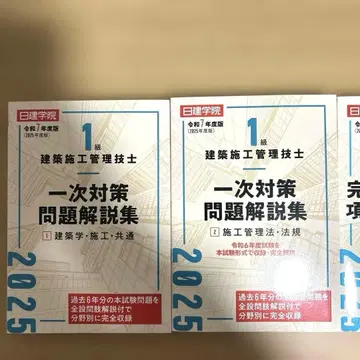 日建学院
令和7年度版
(2025年度版)
1級
建築施工管理技士
一次対策
問題解説集
1 建築学・施工・共通
過去6年分の本試験問題を
全設問肢解説付で
分野別に完全収録
2025
日建学院
令和7年度版
(2025年度版)
1級
建築施工管理技士
一次対策
問題解説集
2 施工管理法・法規
令和6年度試験を
本試験形式で収録・完全解説
過去6年分の本試験問題を
全設問肢解説付で
分野別に完全収録
2025
完
項